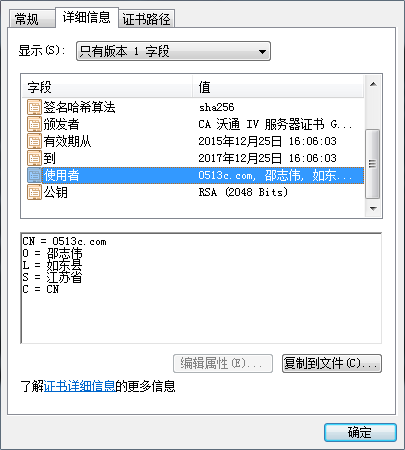 常规 详细信息 证书路径
显示(S): 只有版本 1 字段
字段 值
签名哈希算法 sha256
颁发者 CA 沃通 IV 服务器证书 G...
有效期从 2015年12月25日 16:06:03
到 2017年12月25日 16:06:03
使用者 0513c.com, 邵志伟, 如东...
公钥 RSA (2048 Bits)
CN = 0513c.com
O = 邵志伟
L = 如东县
S = 江苏省
C = CN
编辑属性(E)... 复制到文件(C)...
了解证书详细信息的更多信息
确定